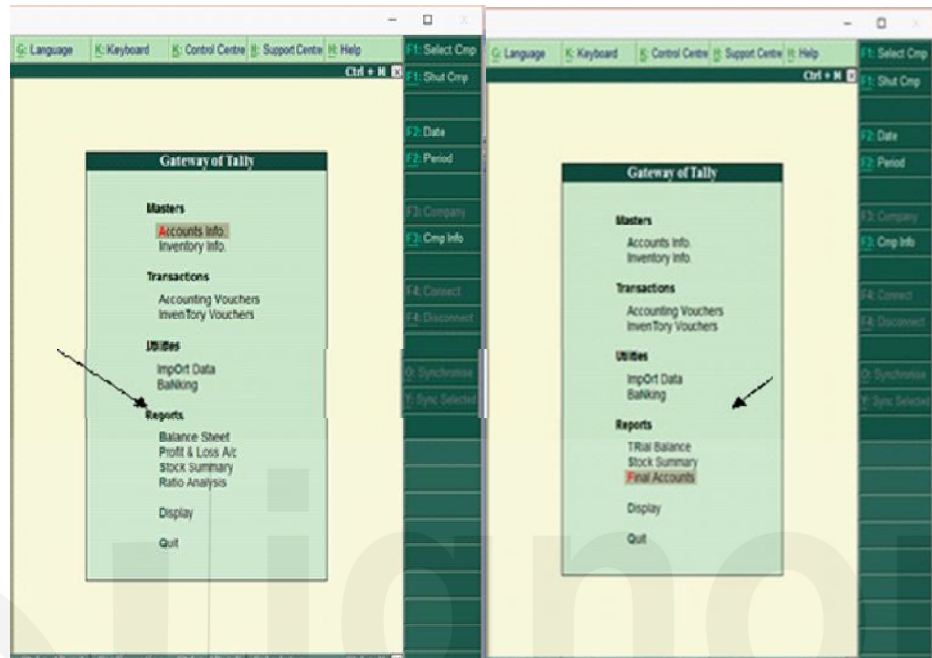 G: Language K: Keyboard K: Control Centre H: Support Centre H: Help F1: Select Cmp
Ctrl + M F1: Shut Cmp
F2: Date
F2: Period
Gateway of Tally
Masters
Accounts Info.
Inventory Info.
Transactions
Accounting Vouchers
InvenTory Vouchers
Utilities
ImpOrt Data
BaNking
Reports
Balance Sheet
Profit & Loss A/c
Stock Summary
Ratio Analysis
Display
Quit
F3: Company
F3: Cmp Info
F4: Connect
F4: Disconnect
O: Synchronise
Y: Sync Selected
G: Language K: Keyboard K: Control Centre H: Support Centre H: Help F1: Select Cmp
Ctrl + M F1: Shut Cmp
F2: Date
F2: Period
Gateway of Tally
Masters
Accounts Info.
Inventory Info.
Transactions
Accounting Vouchers
InvenTory Vouchers
Utilities
ImpOrt Data
BaNking
Reports
TRial Balance
Stock Summary
Final Accounts
Display
Quit
F3: Company
F3: Cmp Info
F4: Connect
F4: Disconnect
O: Synchronise
Y: Sync Selected